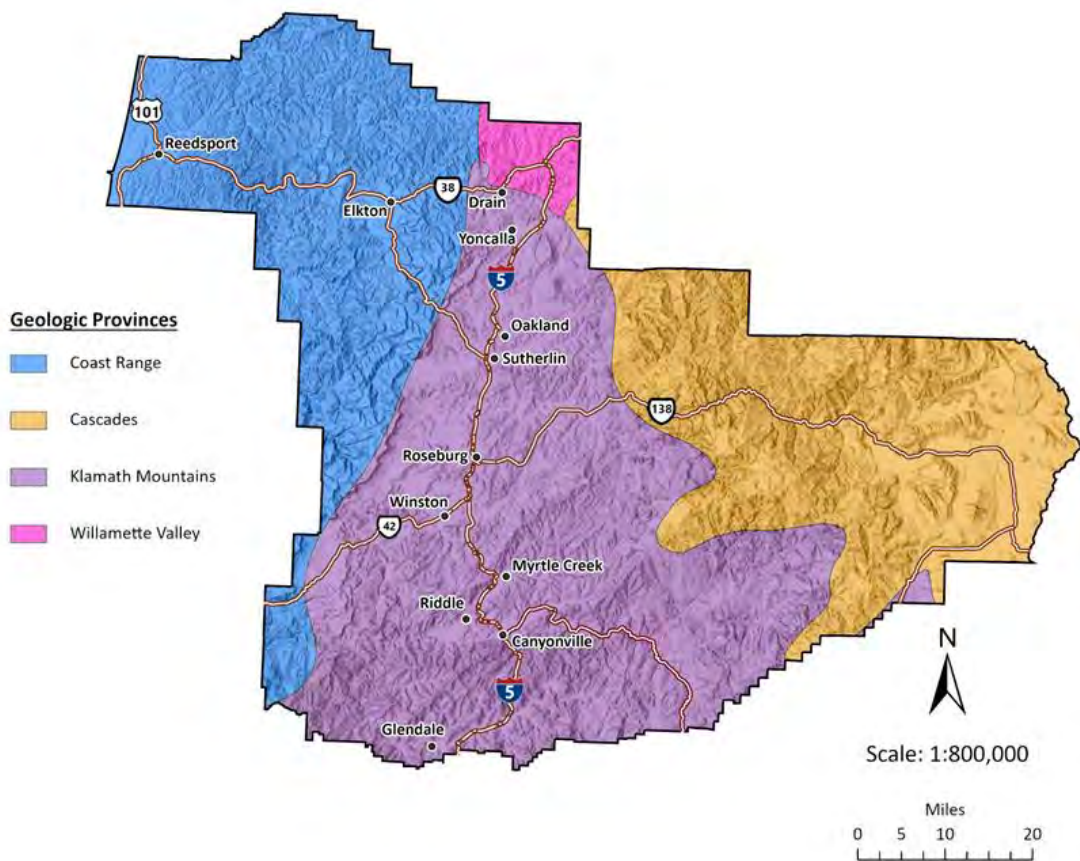 101
Reedsport
38
Elkton
Drain
Yoncalla
5
Geologic Provinces
Coast Range
Cascades
Klamath Mountains
Willamette Valley
Oakland
Sutherlin
138
Roseburg
Winston
42
Myrtle Creek
Riddle
Canyonville
5
Glendale
N
Scale: 1:800,000
Miles
0 5 10 20